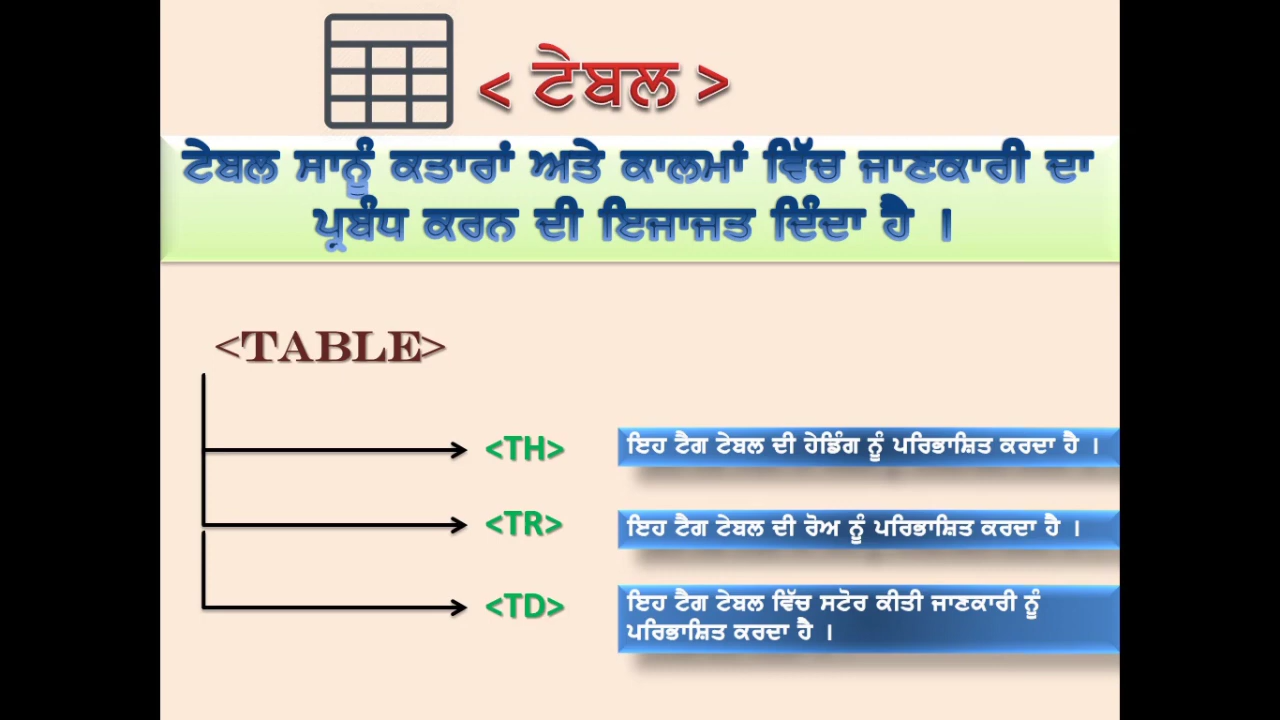 < ਟੇਬਲ >
ਟੇਬਲ ਸਾਨੂੰ ਕਤਾਰਾਂ ਅਤੇ ਕਾਲਮਾਂ ਵਿੱਚ ਜਾਣਕਾਰੀ ਦਾ
ਪ੍ਰਬੰਧ ਕਰਨ ਦੀ ਇਜਾਜਤ ਦਿੰਦਾ ਹੈ ।
<TABLE>
<TH> ਇਹ ਟੈਗ ਟੇਬਲ ਦੀ ਹੇਡਿੰਗ ਨੂੰ ਪਰਿਭਾਸ਼ਿਤ ਕਰਦਾ ਹੈ ।
<TR> ਇਹ ਟੈਗ ਟੇਬਲ ਦੀ ਰੋਅ ਨੂੰ ਪਰਿਭਾਸ਼ਿਤ ਕਰਦਾ ਹੈ ।
<TD> ਇਹ ਟੈਗ ਟੇਬਲ ਵਿੱਚ ਸਟੋਰ ਕੀਤੀ ਜਾਣਕਾਰੀ ਨੂੰ
ਪਰਿਭਾਸ਼ਿਤ ਕਰਦਾ ਹੈ ।